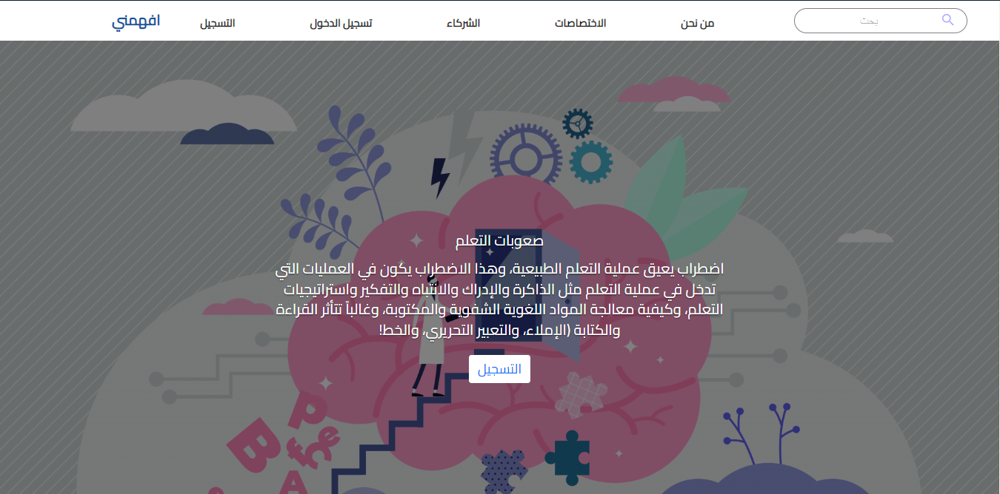 بحث
من نحن
الاختصاصات
الشركاء
تسجيل الدخول
التسجيل
افهمني
صعوبات التعلم
اضطراب يعيق عملية التعلم الطبيعية، وهذا الاضطراب يكون في العمليات التي
تدخل في عملية التعلم مثل الذاكرة والإدراك والانتباه والتفكير واستراتيجيات
التعلم، وكيفية معالجة المواد اللغوية الشفوية والمكتوبة، وغالباً تتأثر القراءة
والكتابة (الإملاء، والتعبير التحريري، والخط!
التسجيل
P
B
f
c
e
A